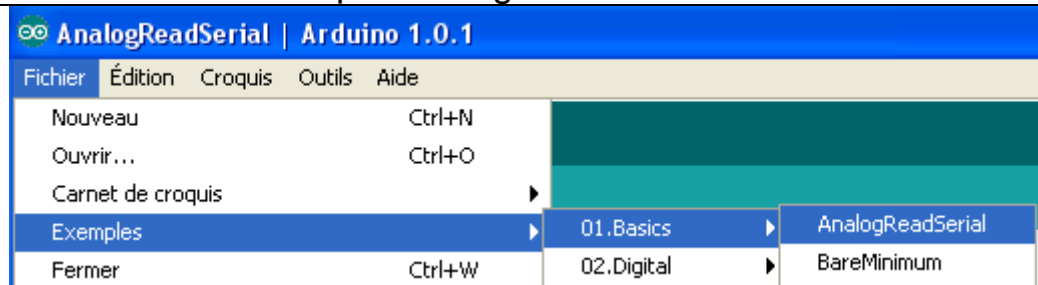 AnalogReadSerial | Arduino 1.0.1
Fichier Édition Croquis Outils Aide
Nouveau Ctrl+N
Ouvrir... Ctrl+O
Carnet de croquis
Exemples 01.Basics AnalogReadSerial
Fermer Ctrl+W 02.Digital BareMinimum